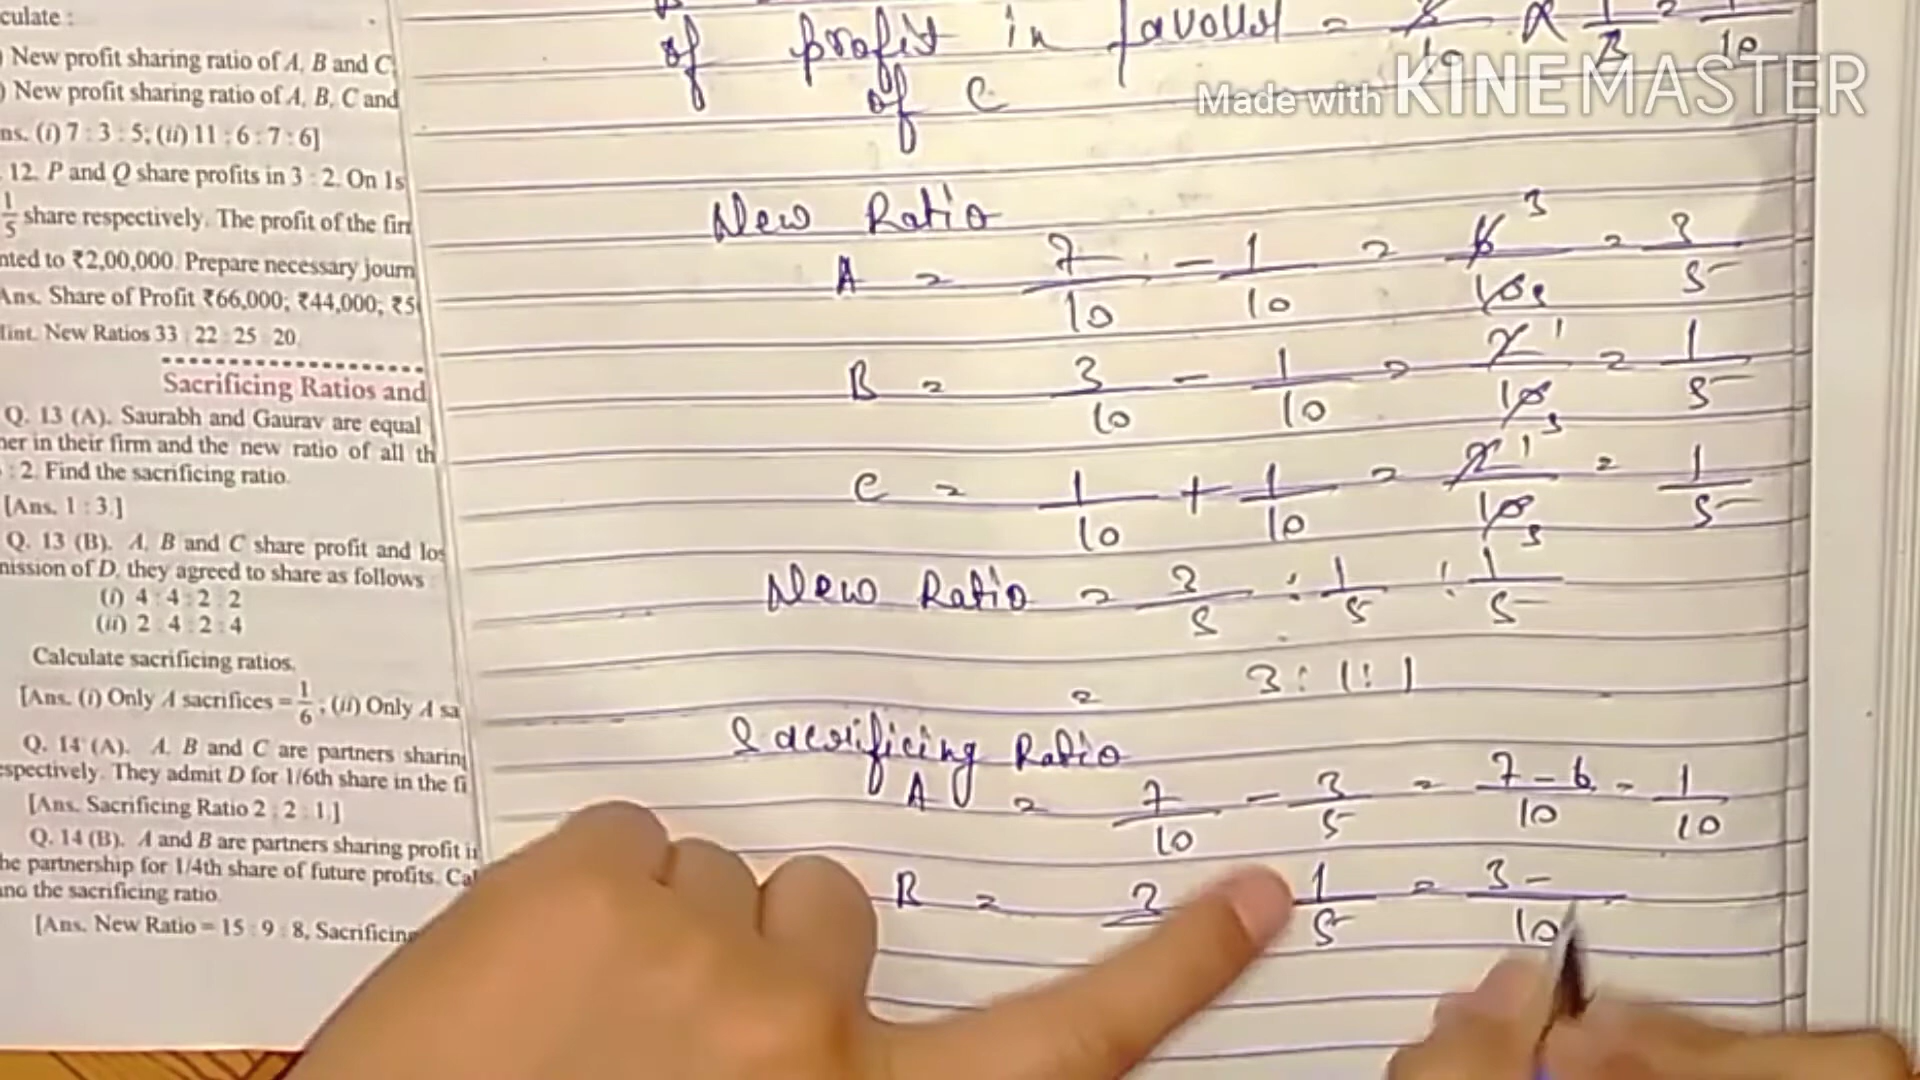 culate :
) New profit sharing ratio of A, B and C
) New profit sharing ratio of A, B, C and
ns. (i) 7 : 3 : 5; (ii) 11 : 6 : 7 : 6]
12. P and Q share profits in 3 : 2. On 1s
1/5 share respectively. The profit of the fir
nted to ₹2,00,000. Prepare necessary journ
Ans. Share of Profit ₹66,000; ₹44,000; ₹5
Hint. New Ratios 33 : 22 : 25 : 20
Sacrificing Ratios and
Q. 13 (A). Saurabh and Gaurav are equal
ner in their firm and the new ratio of all th
: 2. Find the sacrificing ratio.
[Ans. 1 : 3.]
Q. 13 (B). A, B and C share profit and los
nission of D, they agreed to share as follows
(i) 4 : 4 : 2 : 2
(ii) 2 : 4 : 2 : 4
Calculate sacrificing ratios.
[Ans. (i) Only A sacrifices = 1/6 ; (ii) Only A sa
Q. 14 (A). A, B and C are partners sharing
espectively. They admit D for 1/6th share in the fi
[Ans. Sacrificing Ratio 2 : 2 : 1.]
Q. 14 (B). A and B are partners sharing profit i
he partnership for 1/4th share of future profits. Cal
and the sacrificing ratio.
[Ans. New Ratio = 15 : 9 : 8, Sacrificing
of profit in favour =
of C
Made with KINEMASTER
New Ratio
A = 7/10 - 1/10 = 6/10 = 3/5
B = 3/10 - 1/10 = 2/10 = 1/5
C = 1/10 + 1/10 = 2/10 = 1/5
New Ratio = 3/5 : 1/5 : 1/5
= 3 : 1 : 1
Sacrificing Ratio
A = 7/10 - 3/5 = 7-6/10 = 1/10
B = 3 1/5 = 3-/10